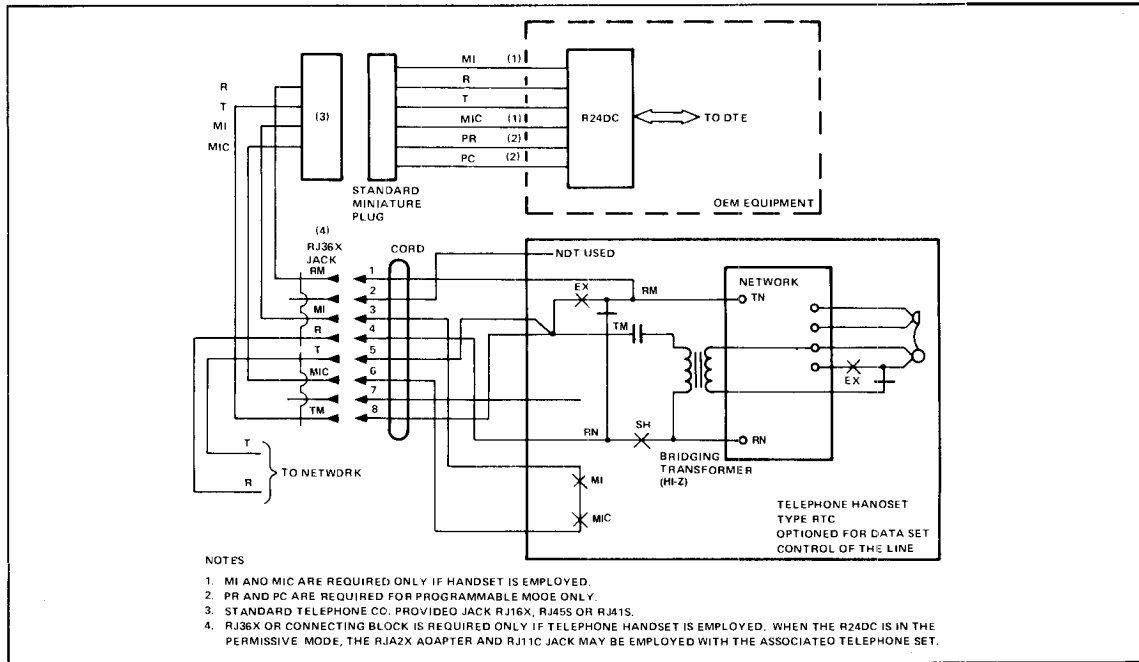 MI (1)
R
T
MIC (1)
PR (2)
PC (2)
R
T
MI
MIC
(3)
R24DC
TO DTE
OEM EQUIPMENT
STANDARD
MINIATURE
PLUG
(4)
RJ36X
JACK
CORD
RM
MI
R
T
MIC
TM
1
2
3
4
5
6
7
8
NDT USED
EX
RM
TM
NETWORK
TN
EX
RN
SH
RN
BRIDGING
TRANSFORMER
(HI-Z)
MI
MIC
T
R
TO NETWDRK
TELEPHONE HANOSET
TYPE RTC
OPTIONED FOR DATA SET
CONTROL OF THE LINE
NOTES
1. MI ANO MIC ARE REQUIRED ONLY IF HANDSET IS EMPLOYED.
2. PR AND PC ARE REQUIRED FOR PROGRAMMABLE MOOE ONLY.
3. STANDARD TELEPHONE CO. PROVIDED JACK RJ16X, RJ45S OR RJ41S.
4. RJ36X OR CONNECTING BLOCK IS REQUIRED ONLY IF TELEPHONE HANDSET IS EMPLOYED. WHEN THE R24DC IS IN THE
PERMISSIVE MODE, THE RJA2X AOAPTER AND RJ11C JACK MAY BE EMPLOYED WITH THE ASSOCIATED TELEPHONE SET.